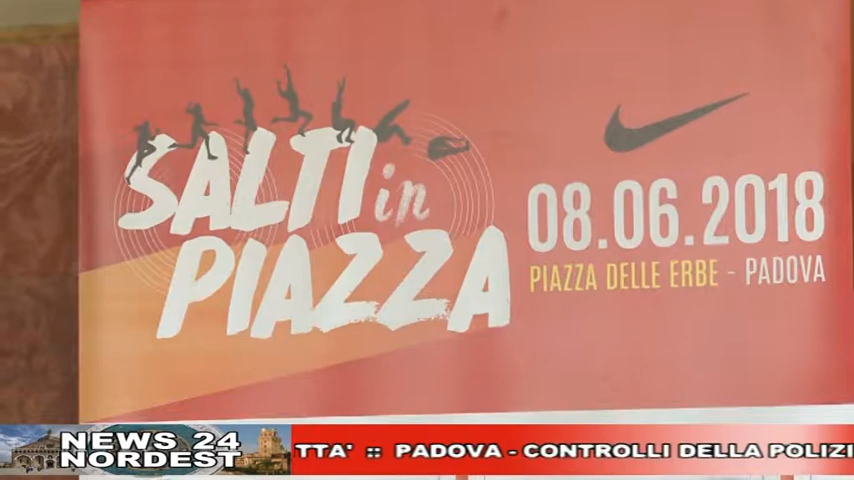 SALTI in
PIAZZA
08.06.2018
PIAZZA DELLE ERBE - PADOVA
NEWS 24
NORDEST
TTA' :: PADOVA - CONTROLLI DELLA POLIZI